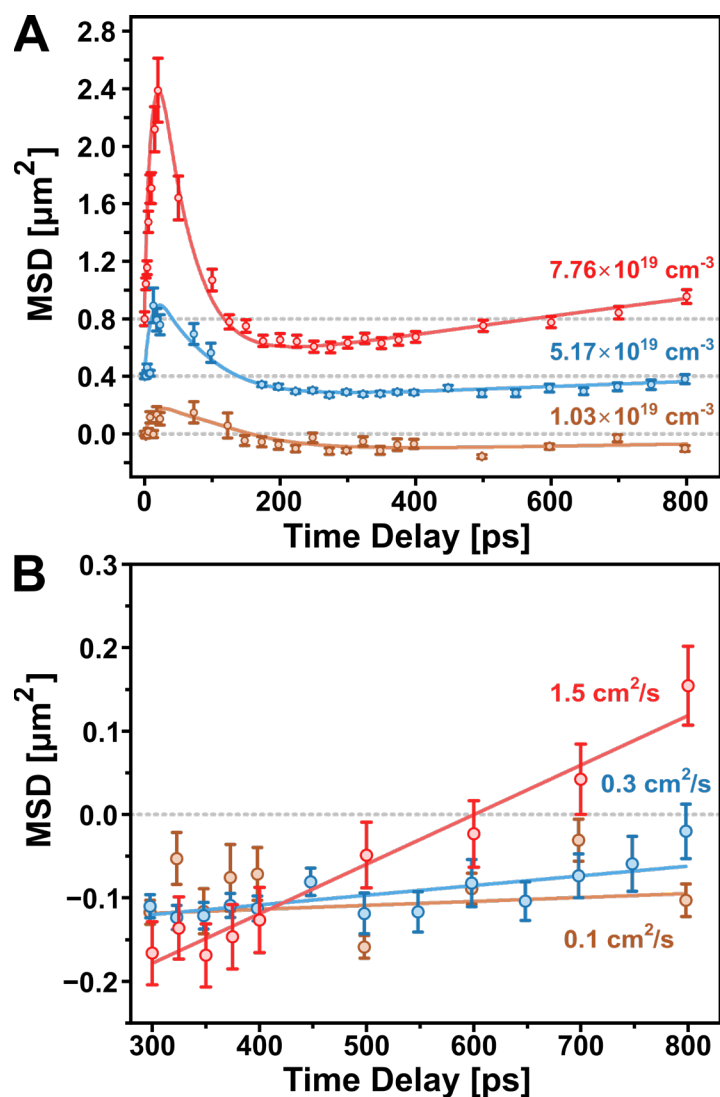 A
MSD [µm²]
2.8
2.4
2.0
1.6
1.2
0.8
0.4
0.0
7.76×10¹⁹ cm⁻³
5.17×10¹⁹ cm⁻³
1.03×10¹⁹ cm⁻³
0 200 400 600 800
Time Delay [ps]
B
MSD [µm²]
0.3
0.2
0.1
0.0
−0.1
−0.2
1.5 cm²/s
0.3 cm²/s
0.1 cm²/s
300 400 500 600 700 800
Time Delay [ps]